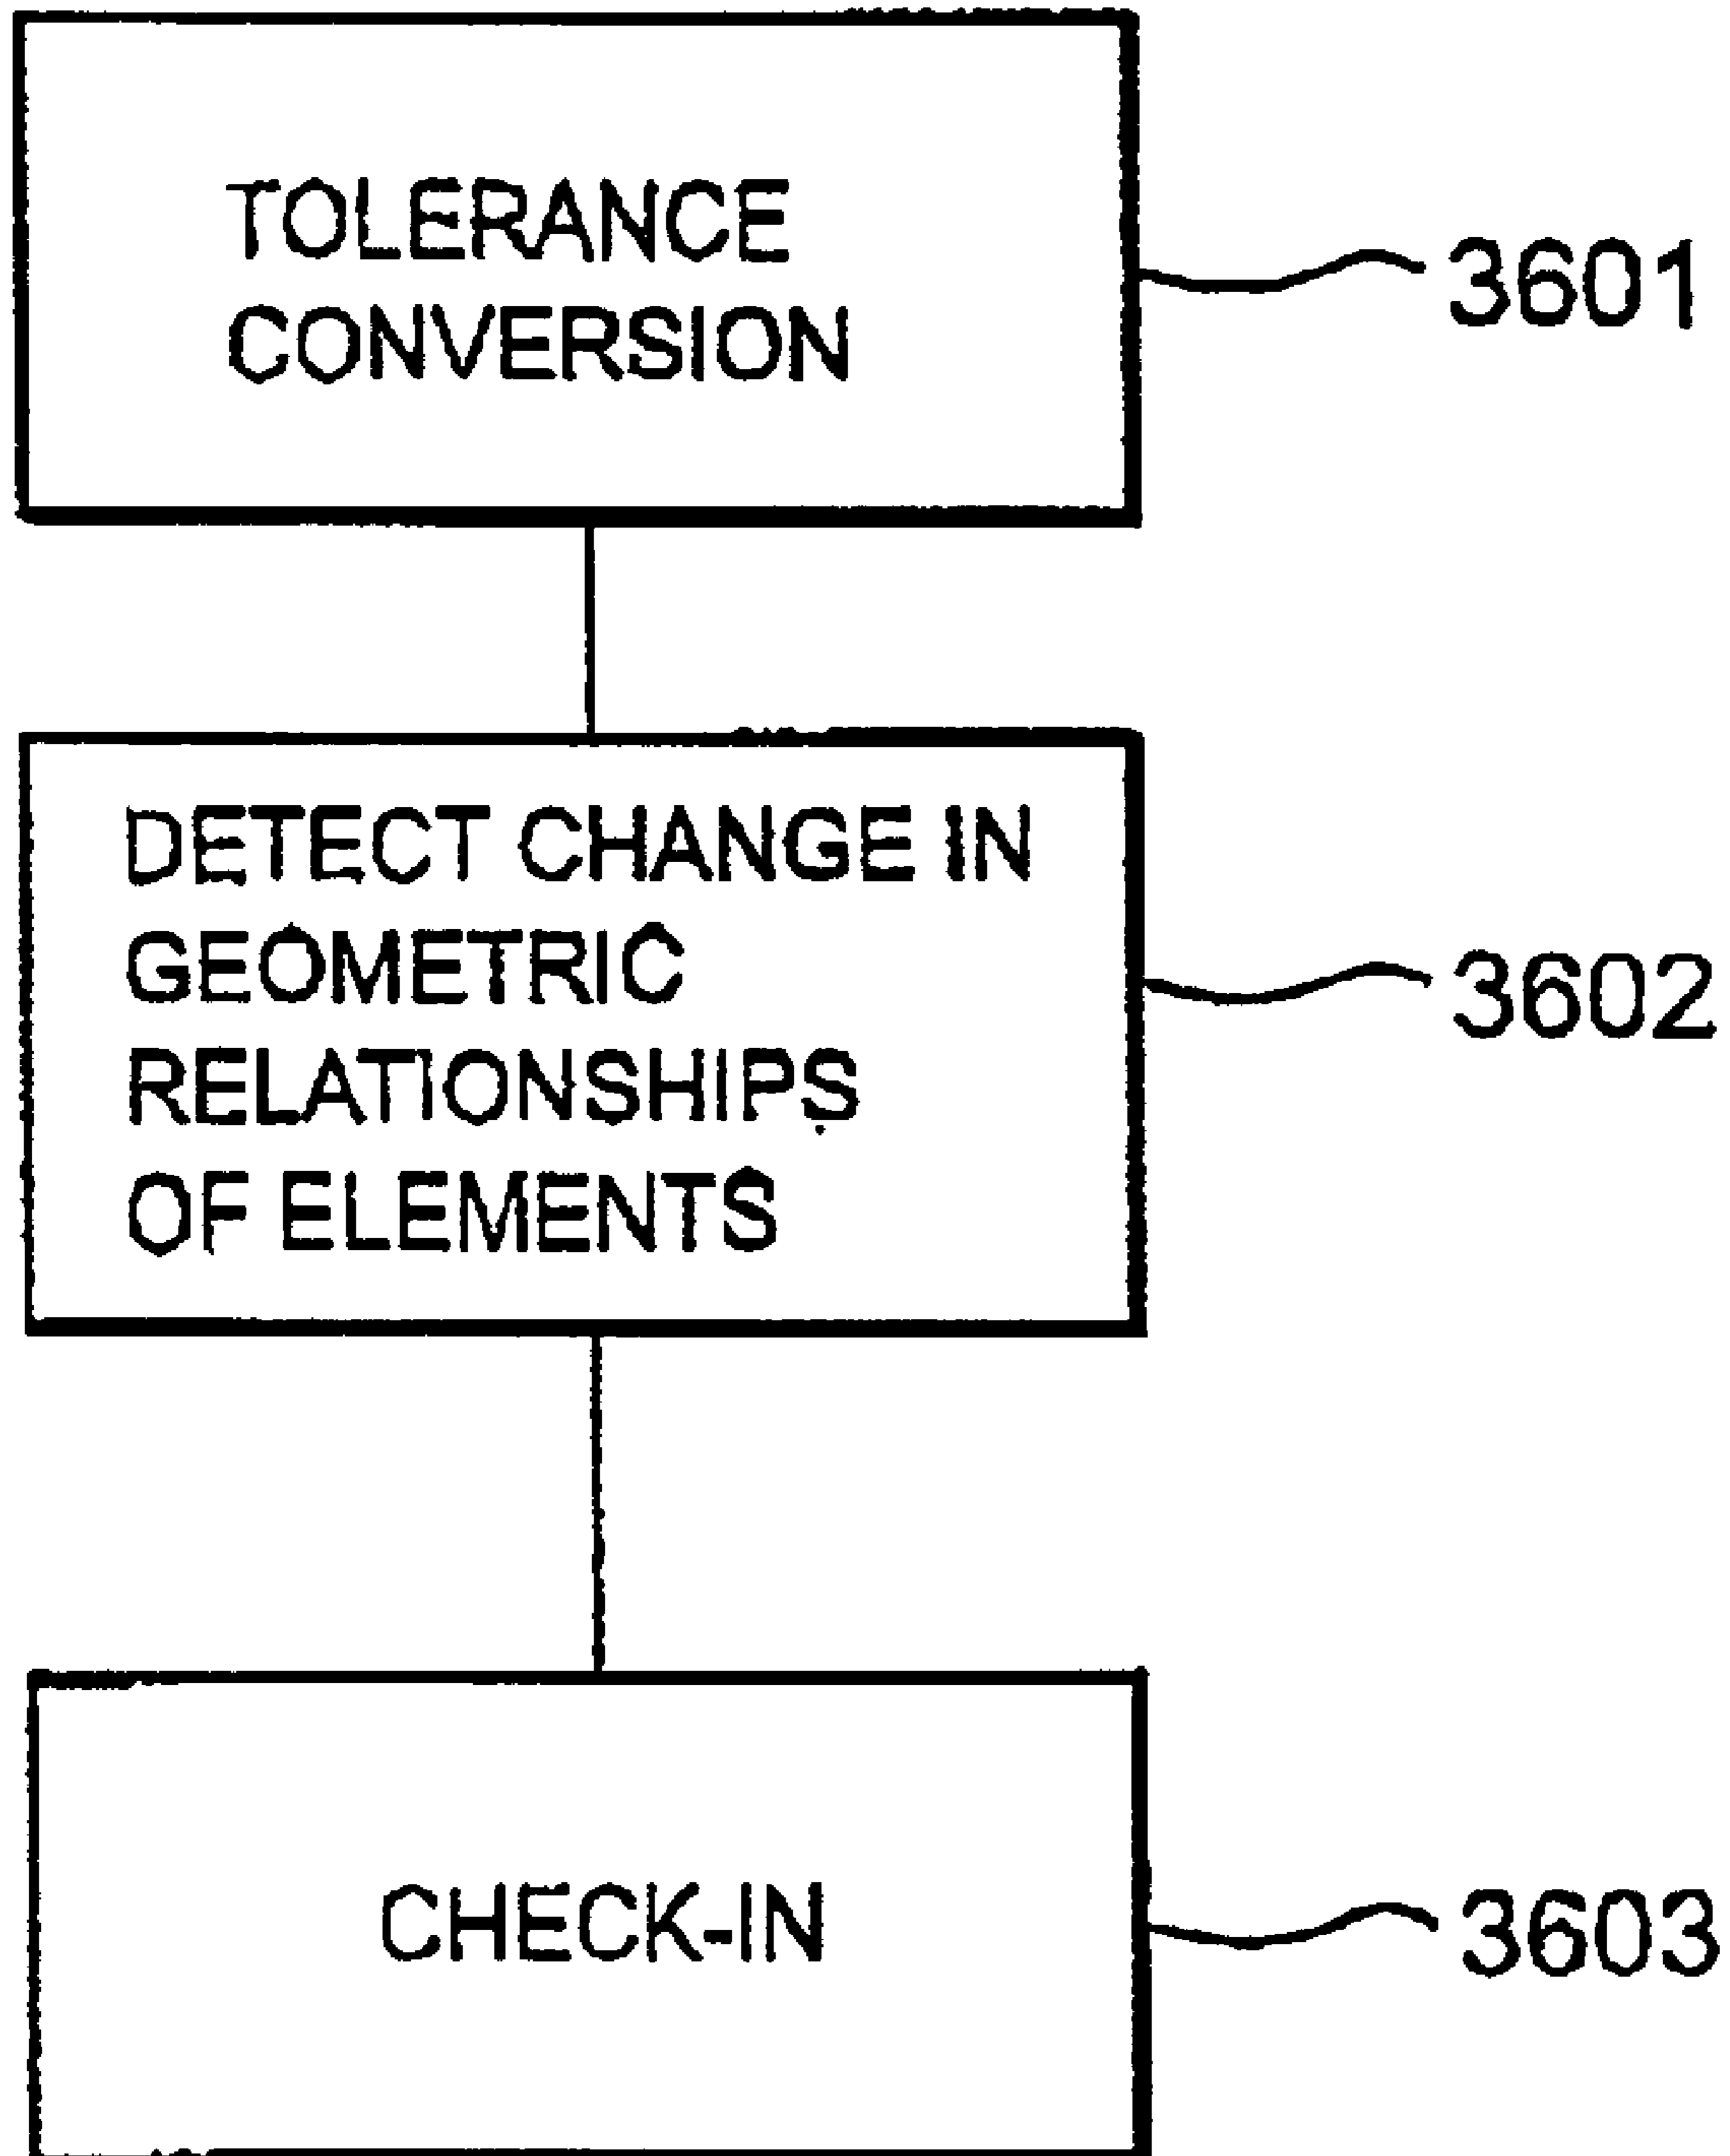 TOLERANCE
CONVERSION
3601
DETECT CHANGE IN
GEOMETRIC
RELATIONSHIPS
OF ELEMENTS
3602
CHECK-IN
3603